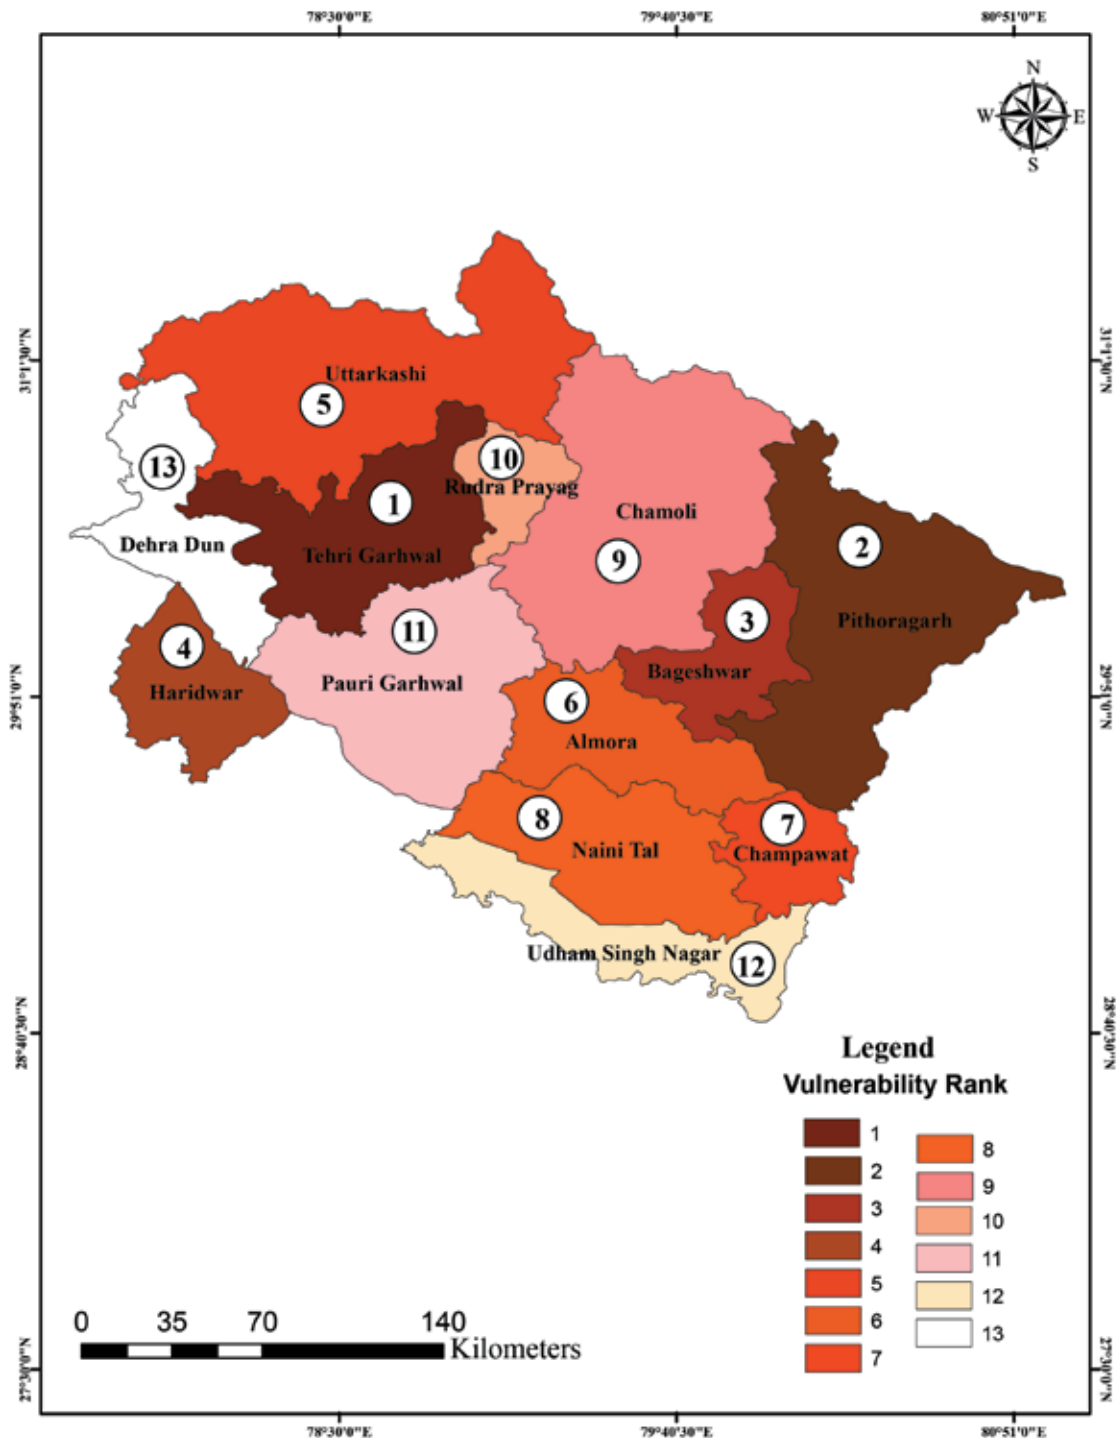 78°30'0"E 79°40'30"E 80°51'0"E
N
W E
S
31°1'30"N 31°1'30"N
Uttarkashi
5
13
10
Rudra Prayag
1
Chamoli
Dehra Dun
Tehri Garhwal
2
9
3
Pithoragarh
11
4
Bageshwar
Pauri Garhwal
Haridwar
29°51'0"N 29°51'0"N
6
Almora
8
7
Naini Tal
Champawat
Udham Singh Nagar
12
28°40'30"N 28°40'30"N
Legend
Vulnerability Rank
1
2
3
4
5
6
7
8
9
10
11
12
13
0 35 70 140
Kilometers
27°30'0"N 27°30'0"N
78°30'0"E 79°40'30"E 80°51'0"E